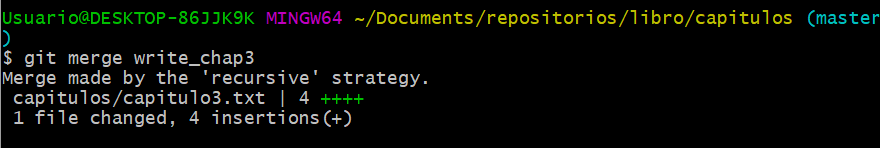 Usuario@DESKTOP-86JJK9K MINGW64 ~/Documents/repositorios/libro/capitulos (master
)
$ git merge write_chap3
Merge made by the 'recursive' strategy.
 capitulos/capitulo3.txt | 4 ++++
 1 file changed, 4 insertions(+)